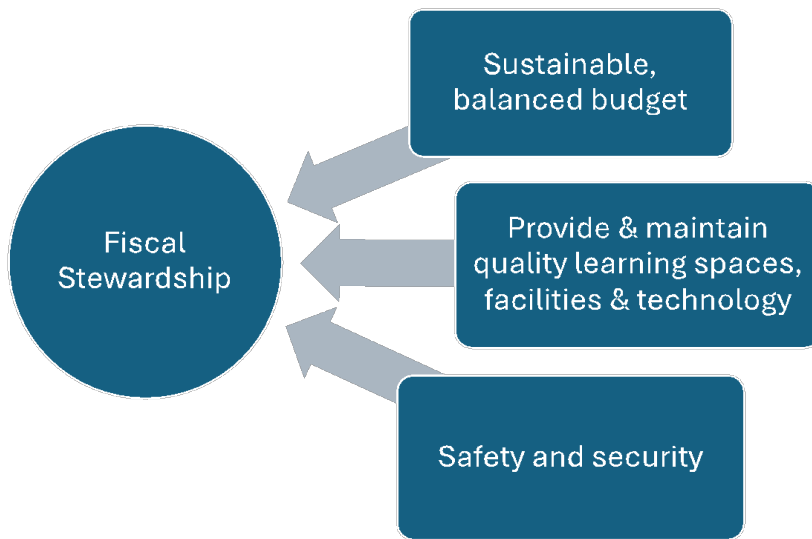 Sustainable,
balanced budget
Fiscal
Stewardship
Provide & maintain
quality learning spaces,
facilities & technology
Safety and security